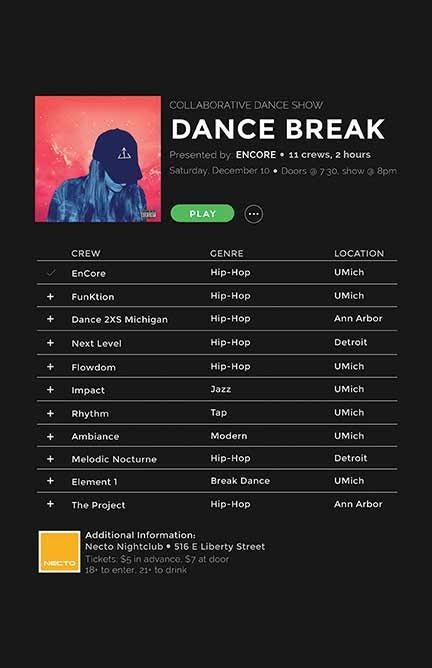 COLLABORATIVE DANCE SHOW
DANCE BREAK
Presented by: ENCORE • 11 crews, 2 hours
Saturday, December 10 • Doors @ 7:30, show @ 8pm
PLAY
CREW GENRE LOCATION
EnCore Hip-Hop UMich
FunKtion Hip-Hop UMich
Dance 2XS Michigan Hip-Hop Ann Arbor
Next Level Hip-Hop Detroit
Flowdom Hip-Hop UMich
Impact Jazz UMich
Rhythm Tap UMich
Ambiance Modern UMich
Melodic Nocturne Hip-Hop Detroit
Element 1 Break Dance UMich
The Project Hip-Hop Ann Arbor
Additional Information:
Necto Nightclub • 516 E Liberty Street
Tickets: $5 in advance, $7 at door
18+ to enter, 21+ to drink
NECTO